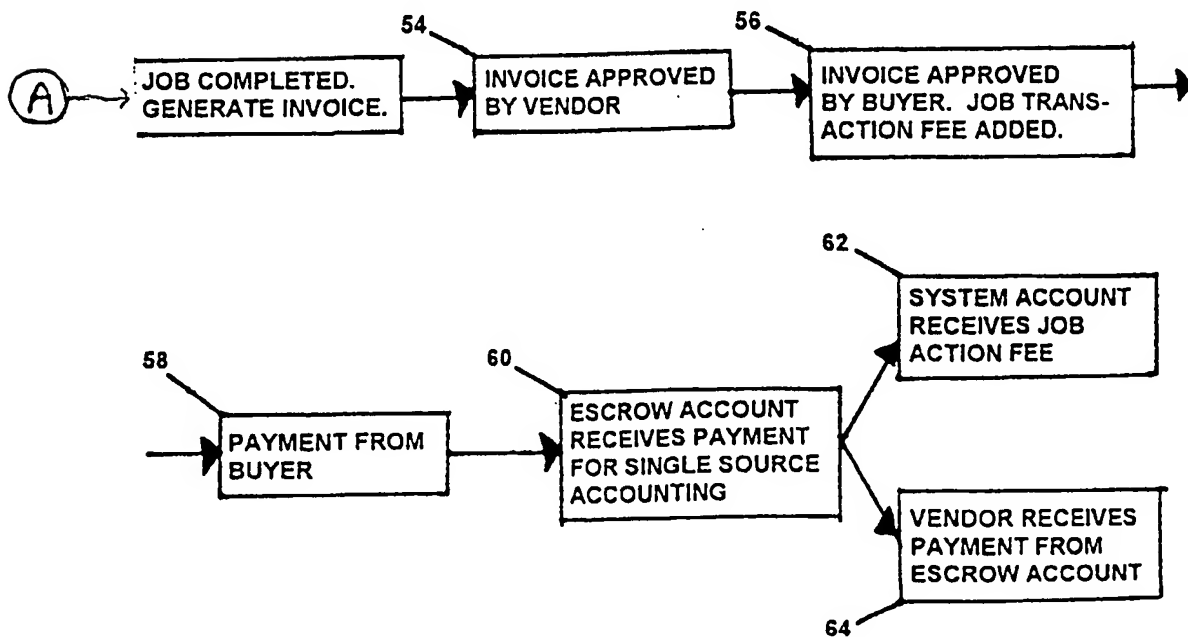 54
56
A
JOB COMPLETED.
GENERATE INVOICE.
INVOICE APPROVED
BY VENDOR
INVOICE APPROVED
BY BUYER. JOB TRANS-
ACTION FEE ADDED.
62
SYSTEM ACCOUNT
RECEIVES JOB
ACTION FEE
58
PAYMENT FROM
BUYER
60
ESCROW ACCOUNT
RECEIVES PAYMENT
FOR SINGLE SOURCE
ACCOUNTING
VENDOR RECEIVES
PAYMENT FROM
ESCROW ACCOUNT
64